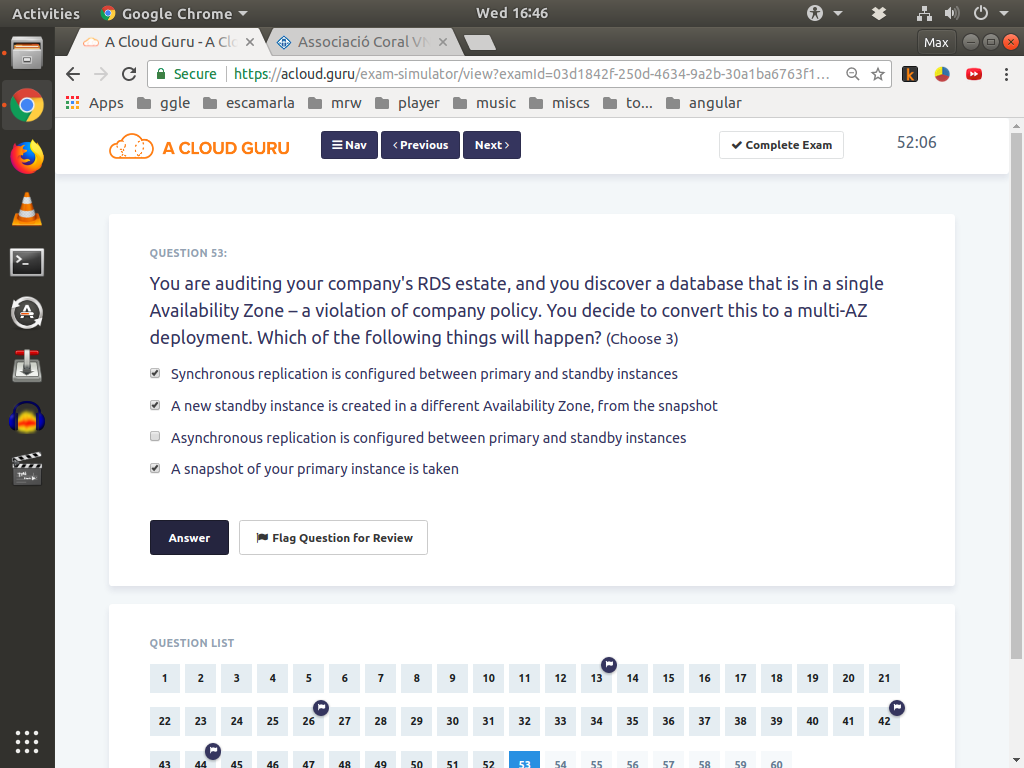 Activities Google Chrome Wed 16:46
A Cloud Guru - A Clo Associació Coral VN Max
Secure https://acloud.guru/exam-simulator/view?examId=03d1842f-250d-4634-9a2b-30a1ba6763f1...
Apps ggle escamarla mrw player music miscs to... angular
A CLOUD GURU Nav Previous Next Complete Exam 52:06
QUESTION 53:
You are auditing your company's RDS estate, and you discover a database that is in a single
Availability Zone – a violation of company policy. You decide to convert this to a multi-AZ
deployment. Which of the following things will happen? (Choose 3)
Synchronous replication is configured between primary and standby instances
A new standby instance is created in a different Availability Zone, from the snapshot
Asynchronous replication is configured between primary and standby instances
A snapshot of your primary instance is taken
Answer Flag Question for Review
QUESTION LIST
1 2 3 4 5 6 7 8 9 10 11 12 13 14 15 16 17 18 19 20 21
22 23 24 25 26 27 28 29 30 31 32 33 34 35 36 37 38 39 40 41 42
43 44 45 46 47 48 49 50 51 52 53 54 55 56 57 58 59 60